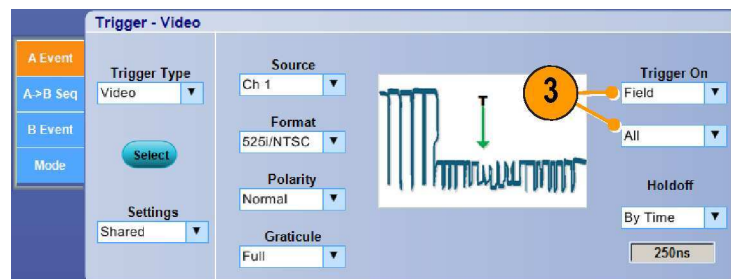 Trigger - Video
A Event
A->B Seq
B Event
Mode
Trigger Type
Video
Select
Settings
Shared
Source
Ch 1
Format
525i/NTSC
Polarity
Normal
Graticule
Full
T
3
Trigger On
Field
All
Holdoff
By Time
250ns